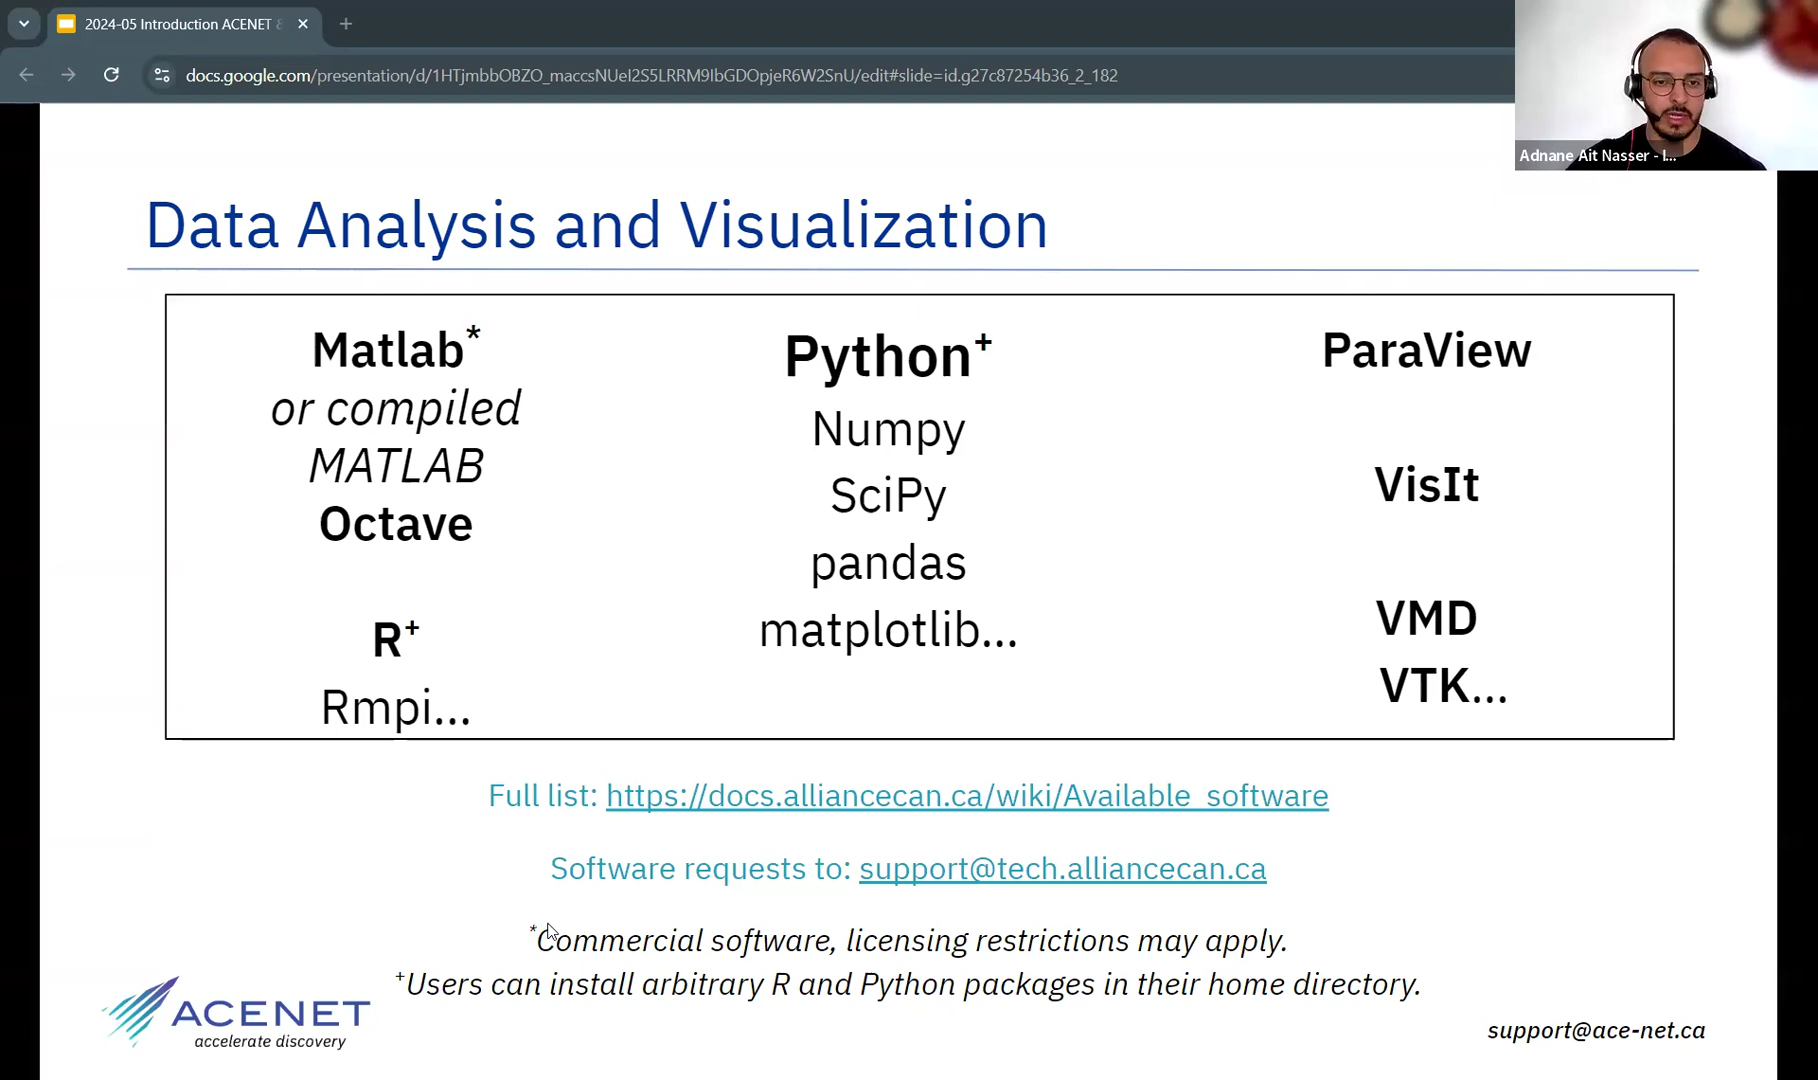 2024-05 Introduction ACENET
docs.google.com/presentation/d/1HTjmbbOBZO_maccsNUeI2S5LRRM9IbGDOpjeR6W2SnU/edit#slide=id.g27c87254b36_2_182
Adnane Ait Nasser - I...
Data Analysis and Visualization
Matlab*
or compiled
MATLAB
Octave
R+
Rmpi...
Python+
Numpy
SciPy
pandas
matplotlib...
ParaView
VisIt
VMD
VTK...
Full list: https://docs.alliancecan.ca/wiki/Available_software
Software requests to: support@tech.alliancecan.ca
*Commercial software, licensing restrictions may apply.
+Users can install arbitrary R and Python packages in their home directory.
ACENET
accelerate discovery
support@ace-net.ca